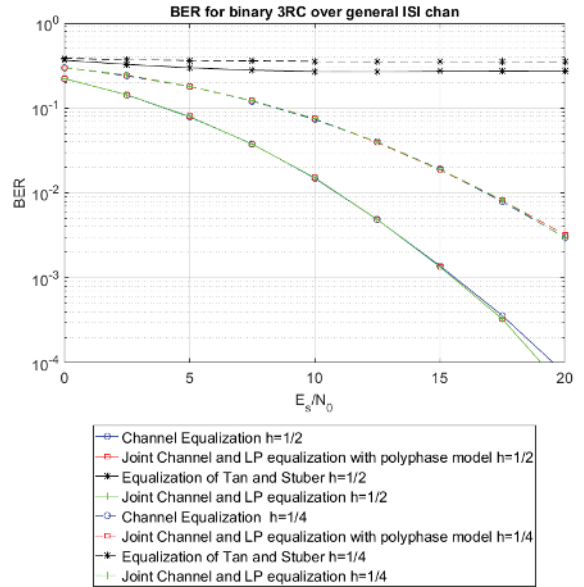 BER for binary 3RC over general ISI chan
10^0
10^-1
10^-2
10^-3
10^-4
BER
0 5 10 15 20
E_s/N_0
Channel Equalization h=1/2
Joint Channel and LP equalization with polyphase model h=1/2
Equalization of Tan and Stuber h=1/2
Joint Channel and LP equalization h=1/2
Channel Equalization h=1/4
Joint Channel and LP equalization with polyphase model h=1/4
Equalization of Tan and Stuber h=1/4
Joint Channel and LP equalization h=1/4